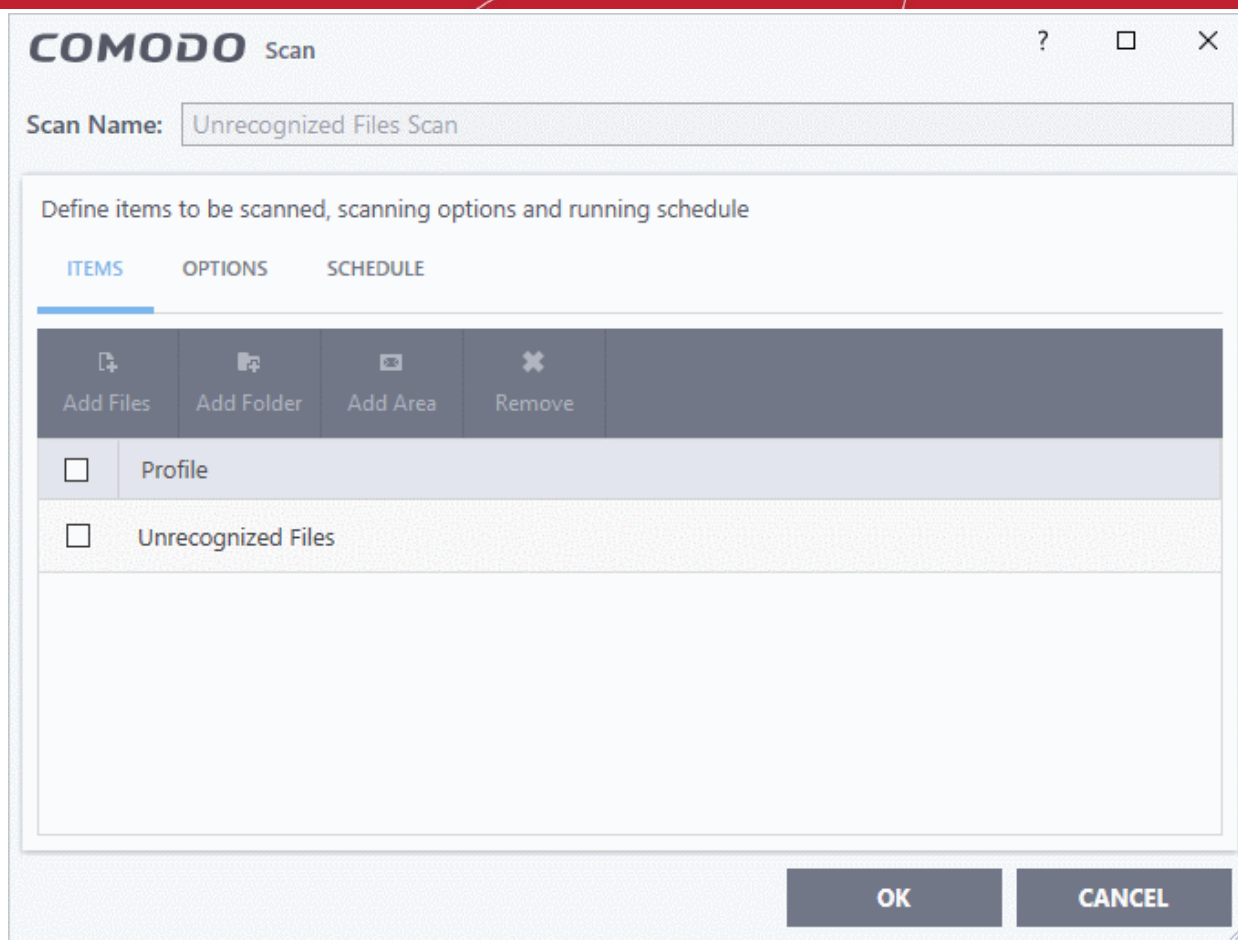 COMODO Scan ?
Scan Name: Unrecognized Files Scan
Define items to be scanned, scanning options and running schedule
ITEMS OPTIONS SCHEDULE
Add Files Add Folder Add Area Remove
Profile
Unrecognized Files
OK CANCEL